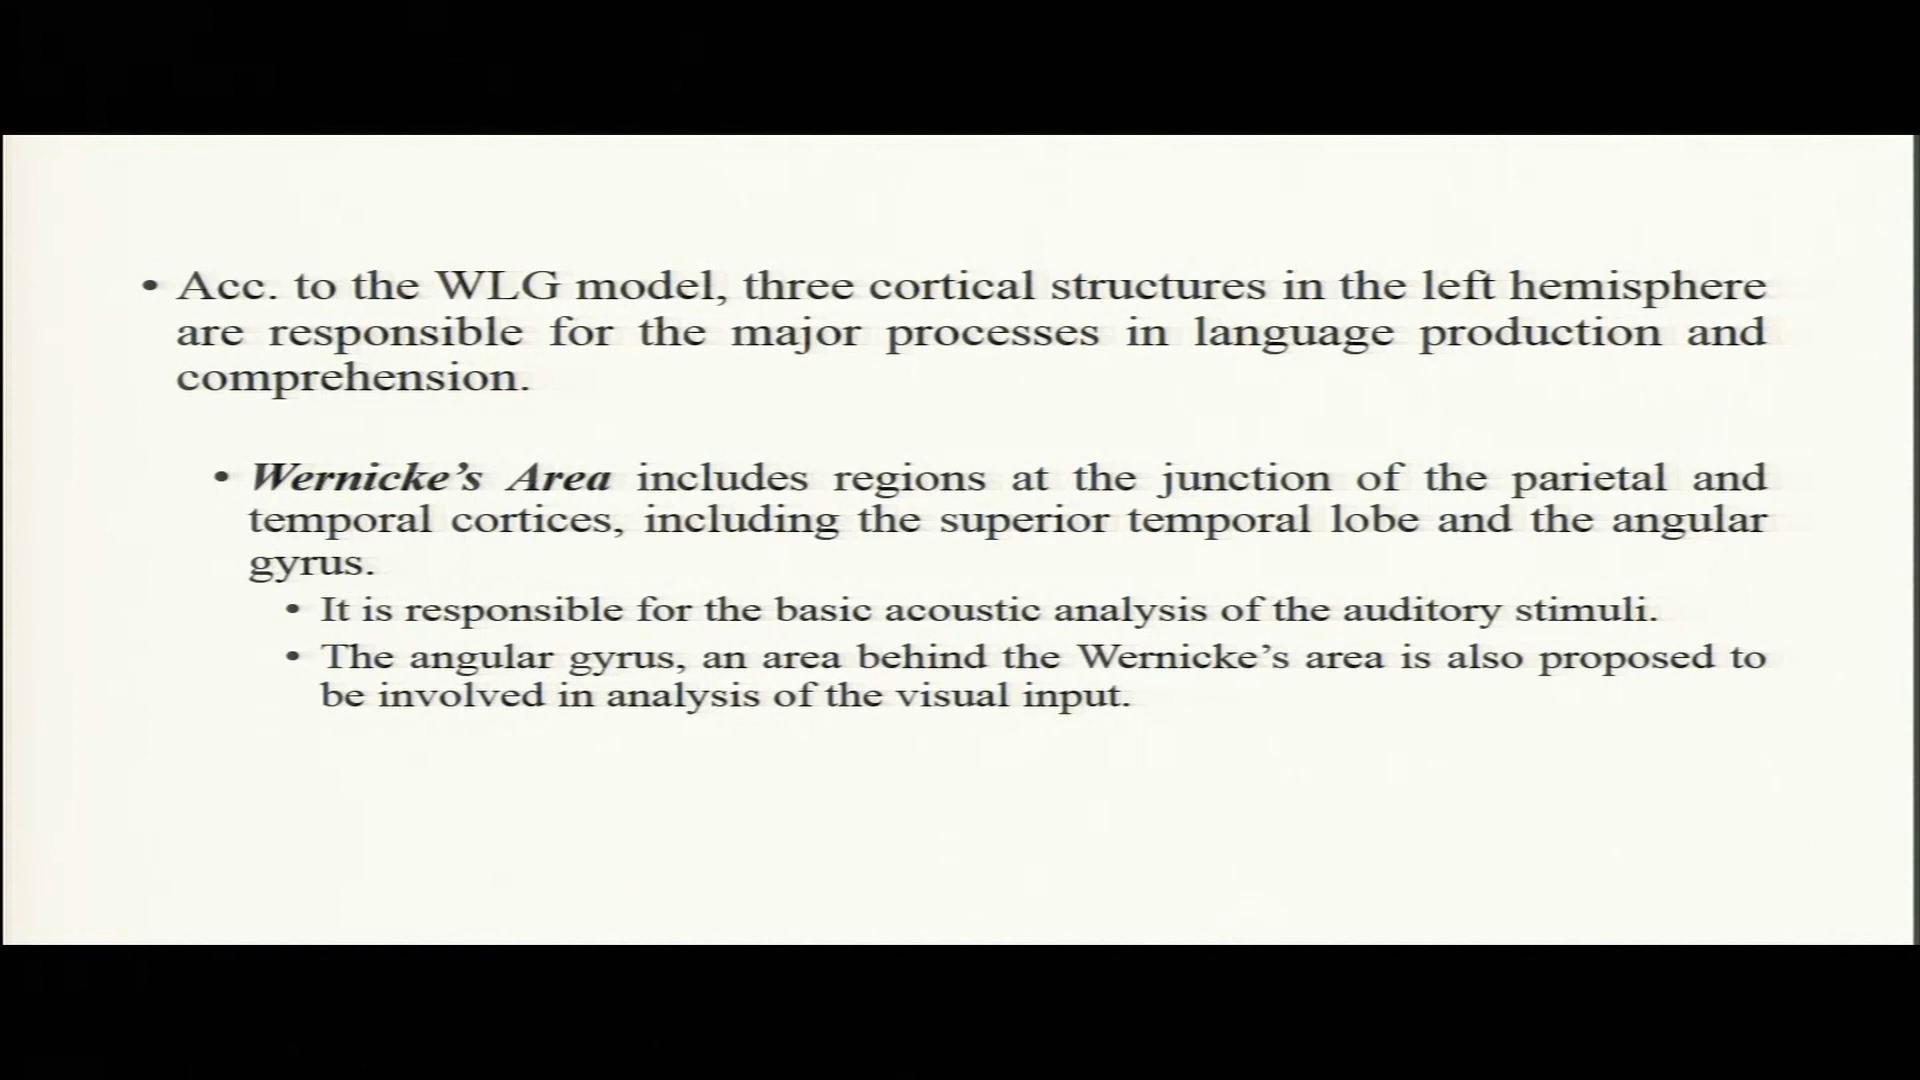 • Acc. to the WLG model, three cortical structures in the left hemisphere
are responsible for the major processes in language production and
comprehension.
• Wernicke's Area includes regions at the junction of the parietal and
temporal cortices, including the superior temporal lobe and the angular
gyrus.
• It is responsible for the basic acoustic analysis of the auditory stimuli.
• The angular gyrus, an area behind the Wernicke's area is also proposed to
be involved in analysis of the visual input.